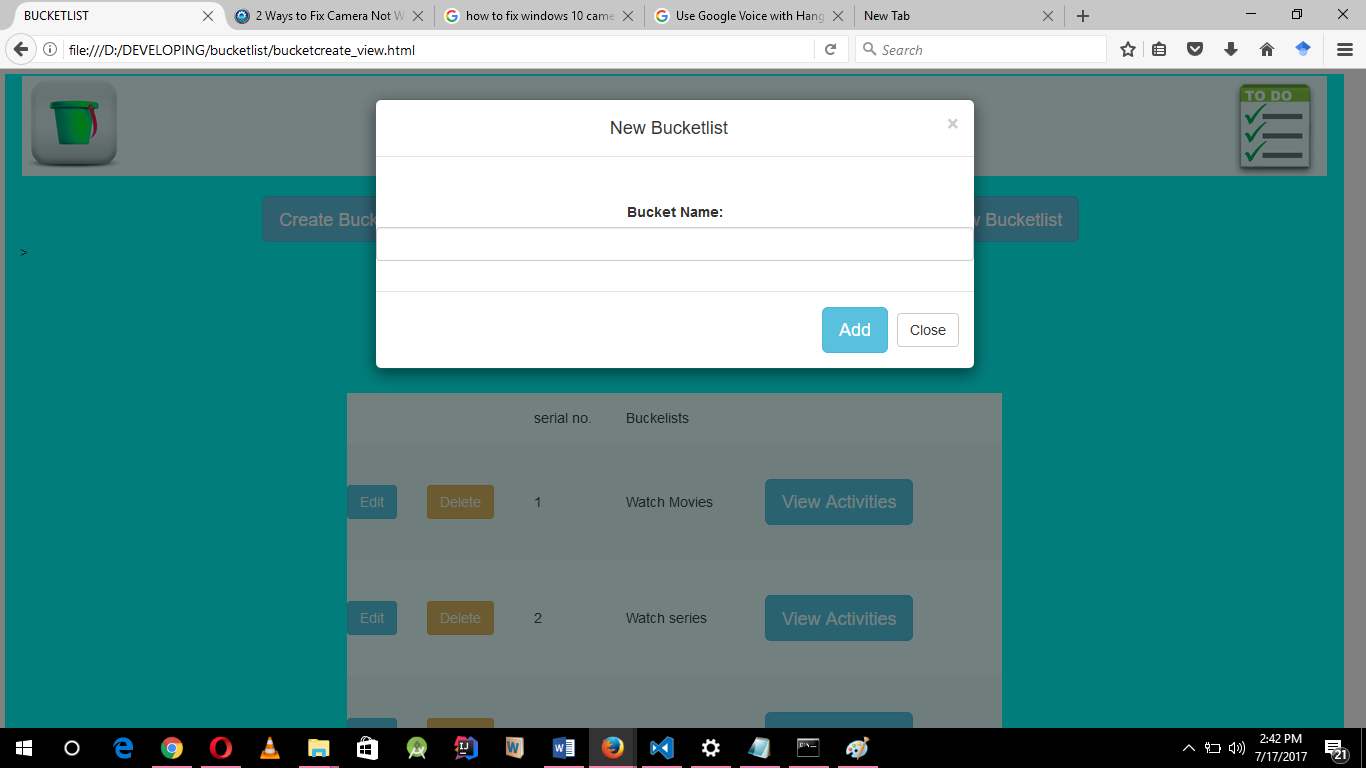 BUCKETLIST
2 Ways to Fix Camera Not W
how to fix windows 10 came
Use Google Voice with Hang
New Tab
file:///D:/DEVELOPING/bucketlist/bucketcreate_view.html
Search
TO DO
New Bucketlist
×
Create Buck
w Bucketlist
>
Bucket Name:
Add
Close
serial no. Buckelists
Edit Delete 1 Watch Movies View Activities
Edit Delete 2 Watch series View Activities
2:42 PM
7/17/2017
21